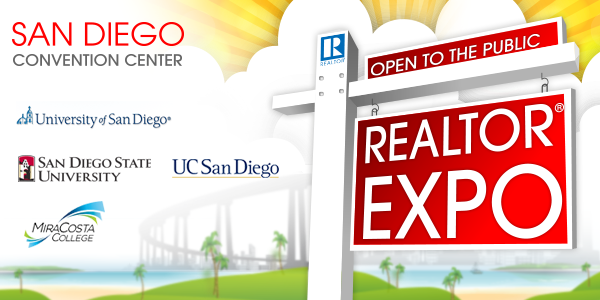 SAN DIEGO
CONVENTION CENTER
University of San Diego®
SAN DIEGO STATE
UNIVERSITY
UC San Diego
MIRACOSTA
COLLEGE
R
REALTOR®
OPEN TO THE PUBLIC
REALTOR®
EXPO